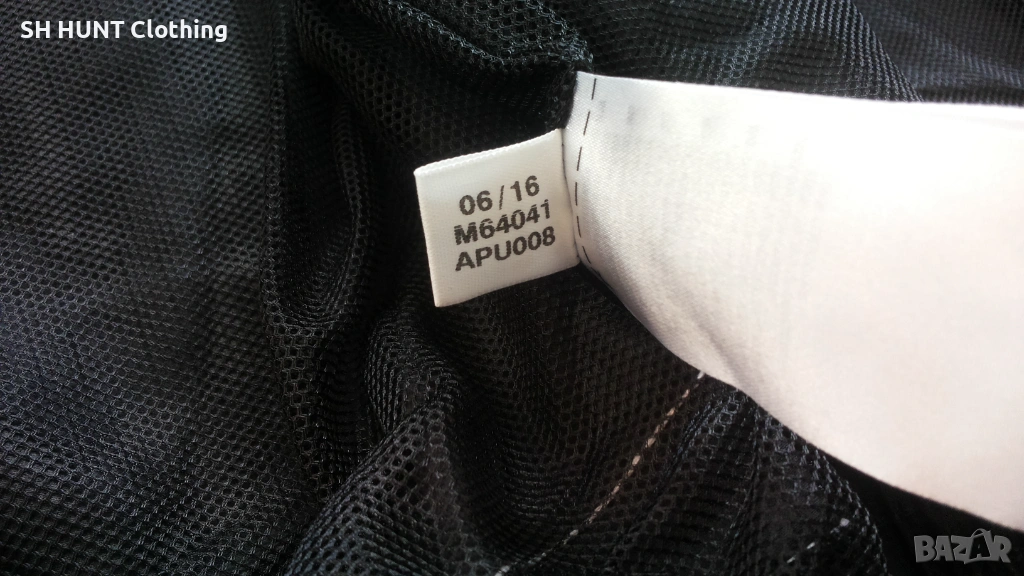 SH HUNT Clothing
06/16
M64041
APU008
BAZAR